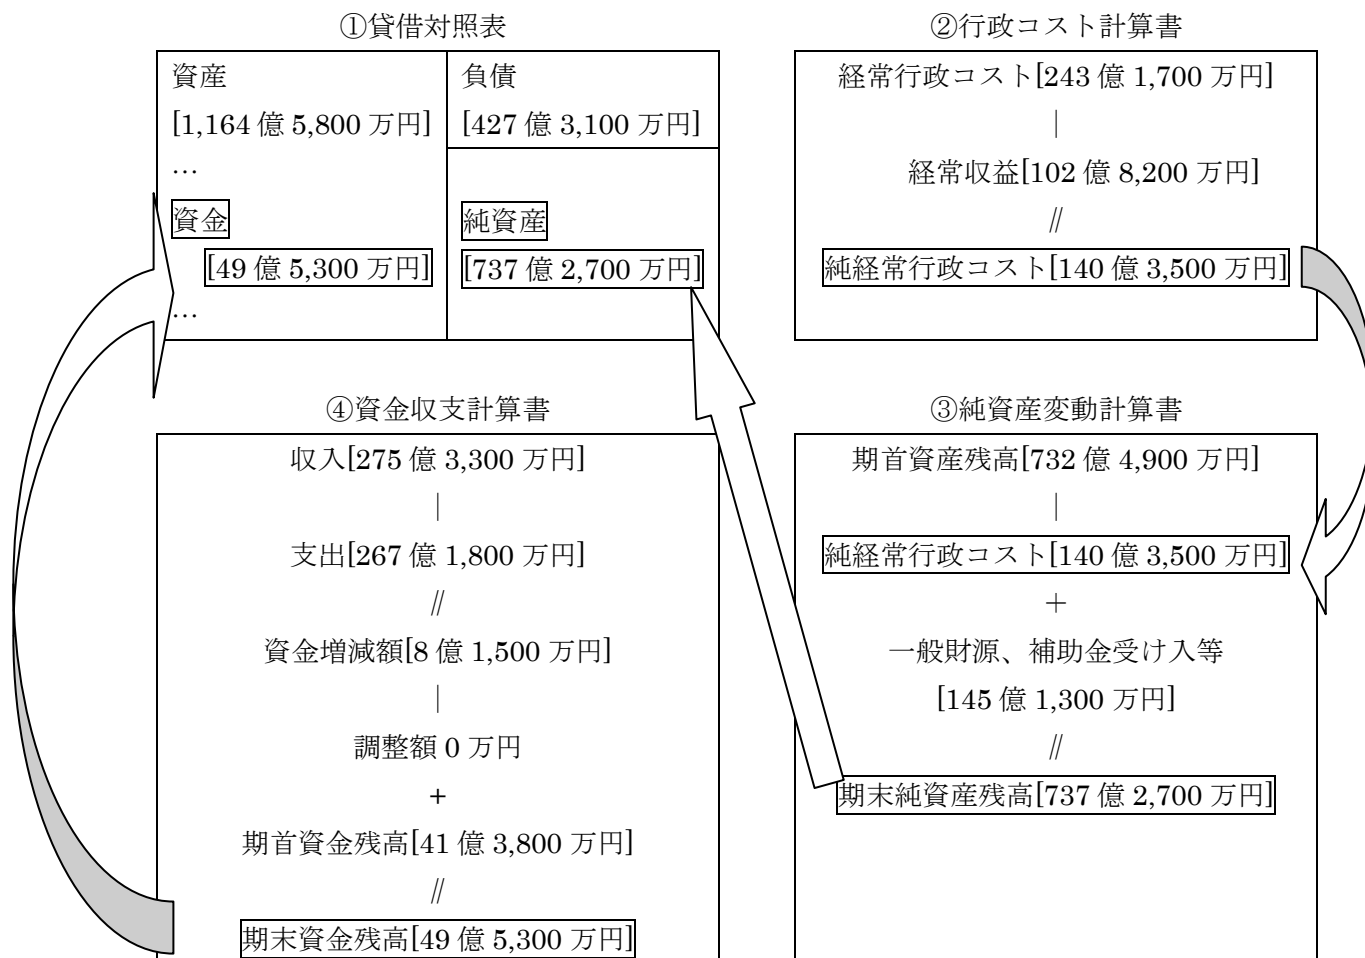 ①貸借対照表
資産
[1,164 億 5,800 万円]
…
資金
[49 億 5,300 万円]
…
負債
[427 億 3,100 万円]
純資産
[737 億 2,700 万円]
②行政コスト計算書
経常行政コスト[243 億 1,700 万円]
|
経常収益[102 億 8,200 万円]
//
純経常行政コスト[140 億 3,500 万円]
④資金収支計算書
収入[275 億 3,300 万円]
|
支出[267 億 1,800 万円]
//
資金増減額[8 億 1,500 万円]
|
調整額 0 万円
+
期首資金残高[41 億 3,800 万円]
//
期末資金残高[49 億 5,300 万円]
③純資産変動計算書
期首資産残高[732 億 4,900 万円]
|
純経常行政コスト[140 億 3,500 万円]
＋
一般財源、補助金受け入等
[145 億 1,300 万円]
//
期末純資産残高[737 億 2,700 万円]